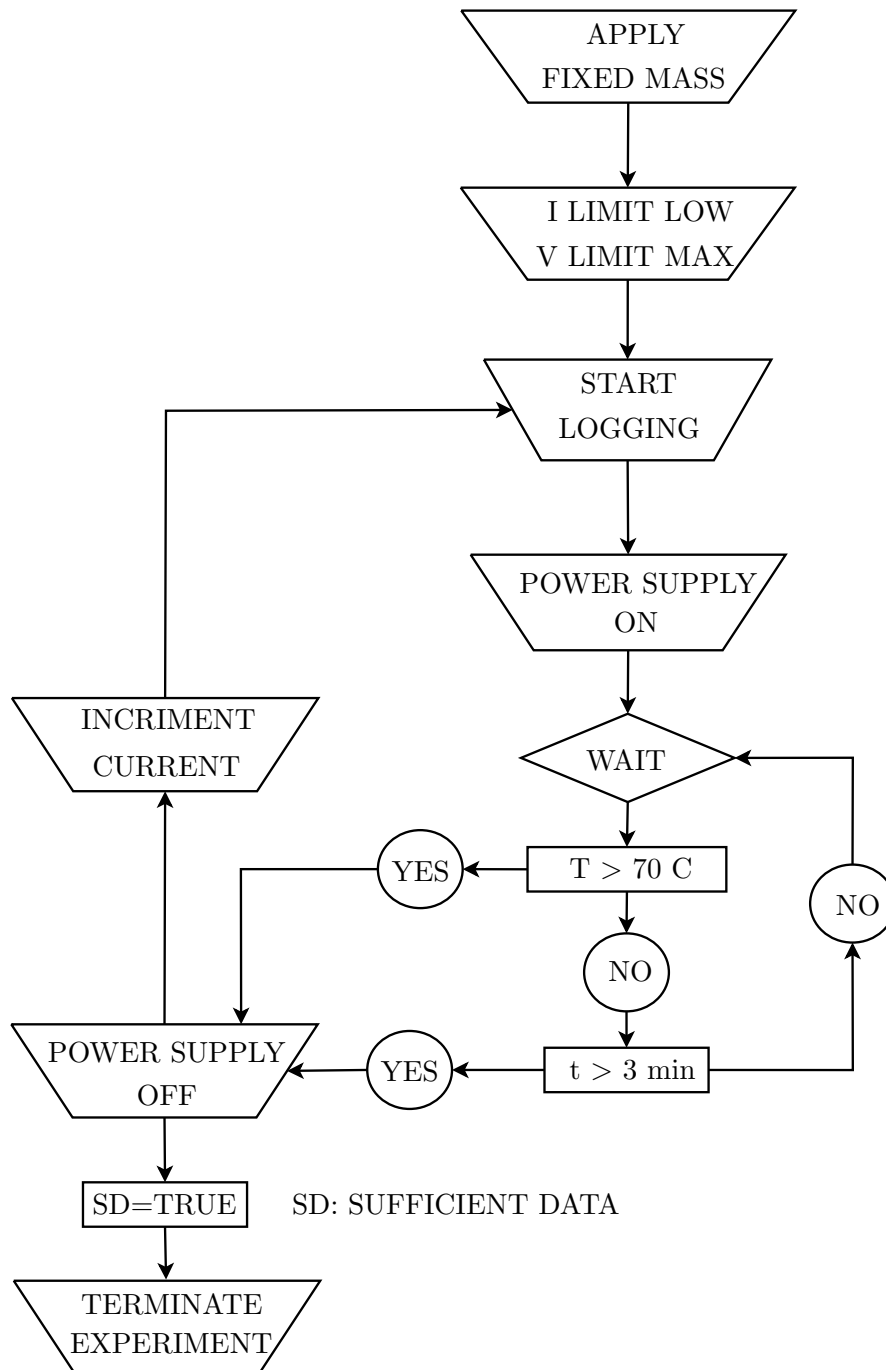 APPLY
FIXED MASS
I LIMIT LOW
V LIMIT MAX
START
LOGGING
POWER SUPPLY
ON
INCRIMENT
CURRENT
WAIT
YES
T > 70 C
NO
NO
POWER SUPPLY
OFF
YES
t > 3 min
SD=TRUE
SD: SUFFICIENT DATA
TERMINATE
EXPERIMENT